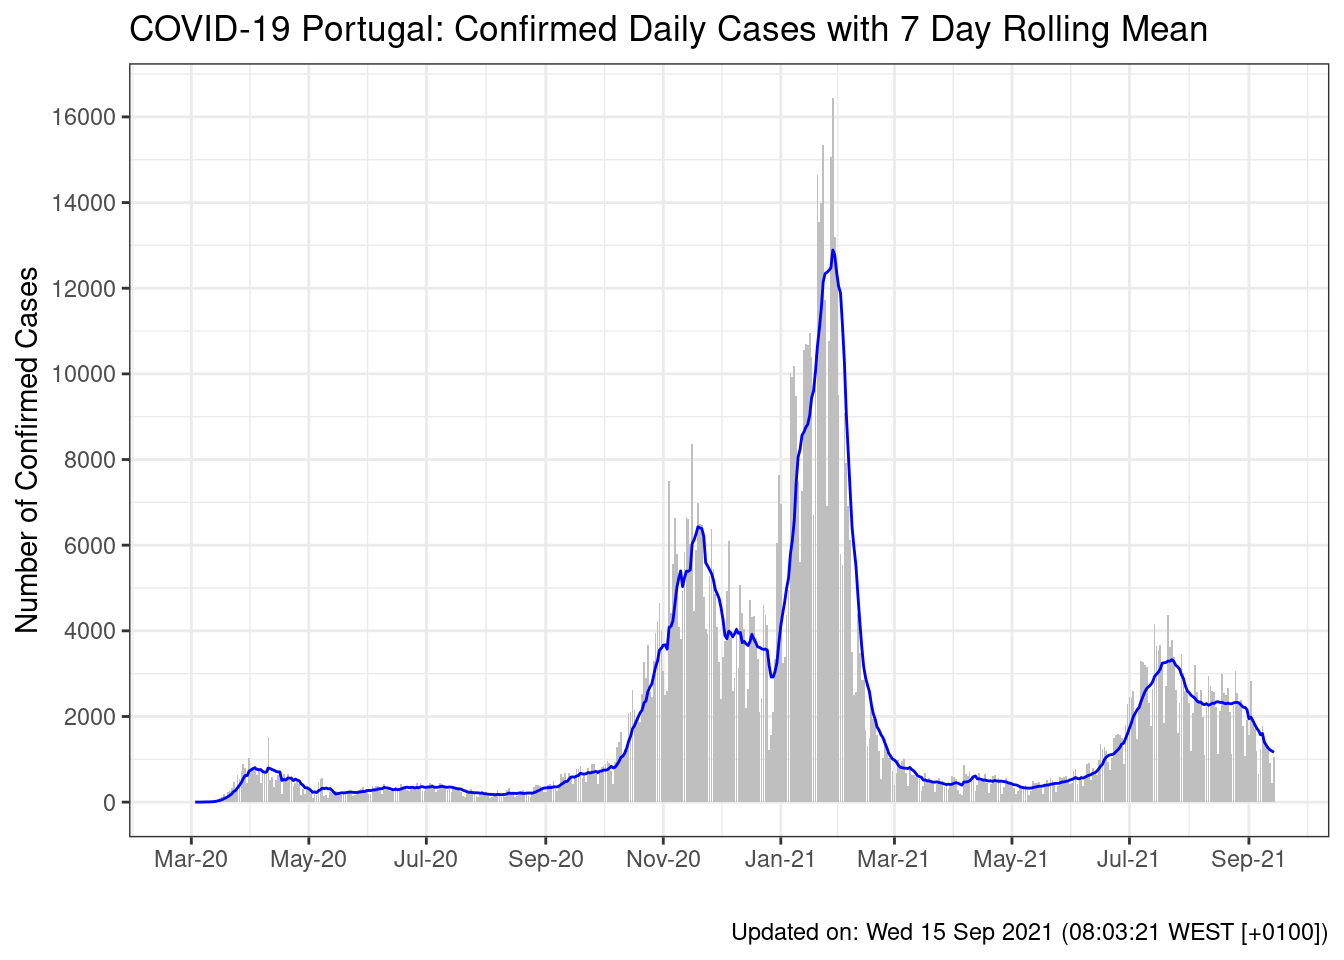 COVID-19 Portugal: Confirmed Daily Cases with 7 Day Rolling Mean
Number of Confirmed Cases
16000
14000
12000
10000
8000
6000
4000
2000
0
Mar-20 May-20 Jul-20 Sep-20 Nov-20 Jan-21 Mar-21 May-21 Jul-21 Sep-21
Updated on: Wed 15 Sep 2021 (08:03:21 WEST [+0100])